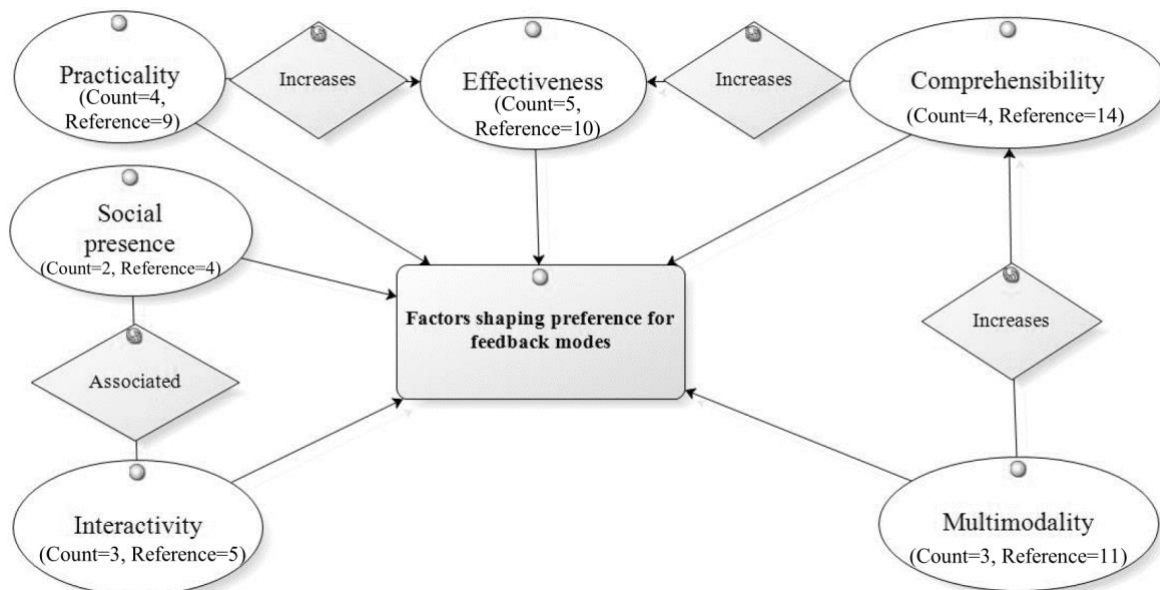 Practicality
(Count=4,
Reference=9)
Increases
Effectiveness
(Count=5,
Reference=10)
Increases
Comprehensibility
(Count=4, Reference=14)
Social
presence
(Count=2, Reference=4)
Factors shaping preference for
feedback modes
Increases
Associated
Interactivity
(Count=3, Reference=5)
Multimodality
(Count=3, Reference=11)